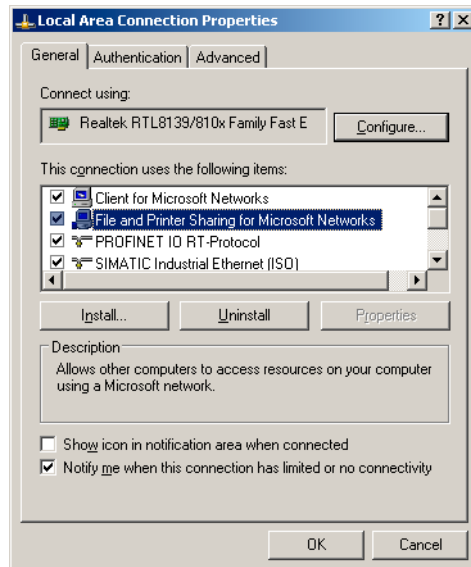 Local Area Connection Properties
General Authentication Advanced
Connect using:
Realtek RTL8139/810x Family Fast E Configure...
This connection uses the following items:
Client for Microsoft Networks
File and Printer Sharing for Microsoft Networks
PROFINET IO RT-Protocol
SIMATIC Industrial Ethernet (ISO)
Install... Uninstall Properties
Description
Allows other computers to access resources on your computer
using a Microsoft network.
Show icon in notification area when connected
Notify me when this connection has limited or no connectivity
OK Cancel